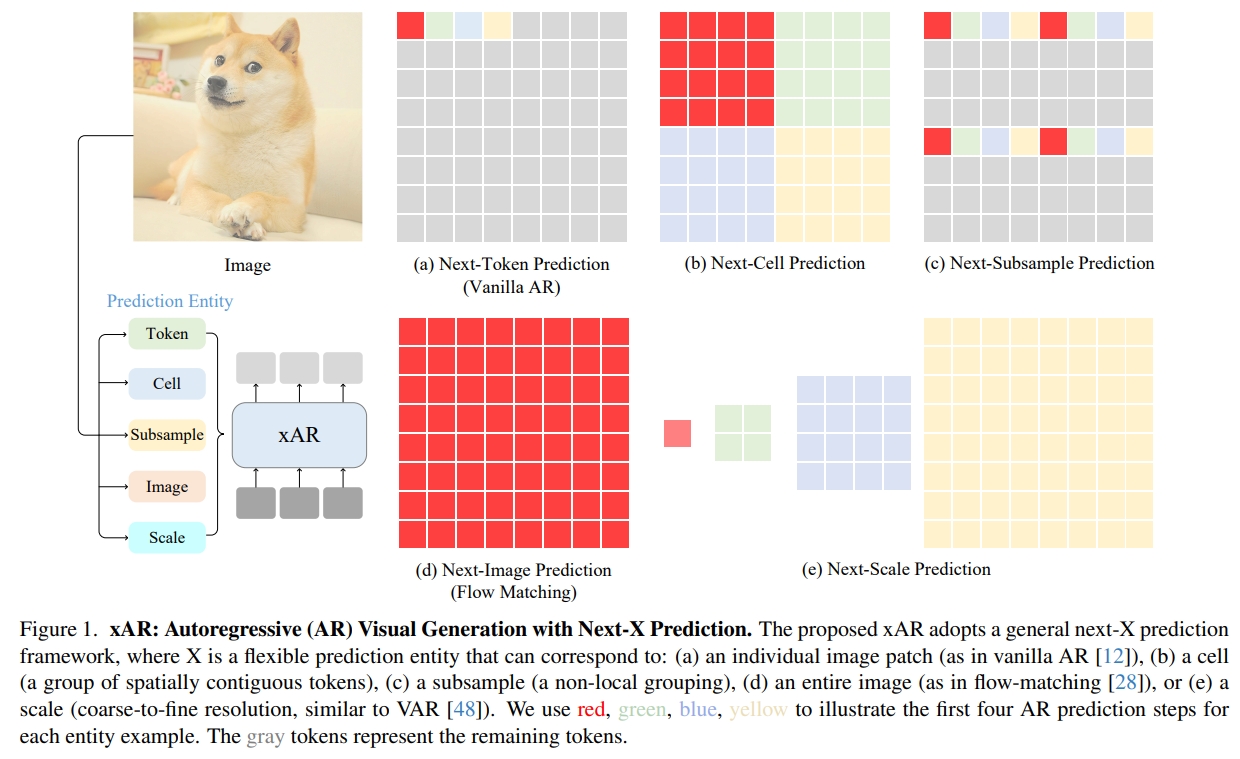 Image
(a) Next-Token Prediction
(Vanilla AR)
(b) Next-Cell Prediction
(c) Next-Subsample Prediction
Prediction Entity
Token
Cell
Subsample
Image
Scale
xAR
(d) Next-Image Prediction
(Flow Matching)
(e) Next-Scale Prediction
Figure 1. xAR: Autoregressive (AR) Visual Generation with Next-X Prediction. The proposed xAR adopts a general next-X prediction
framework, where X is a flexible prediction entity that can correspond to: (a) an individual image patch (as in vanilla AR [12]), (b) a cell
(a group of spatially contiguous tokens), (c) a subsample (a non-local grouping), (d) an entire image (as in flow-matching [28]), or (e) a
scale (coarse-to-fine resolution, similar to VAR [48]). We use red, green, blue, yellow to illustrate the first four AR prediction steps for
each entity example. The gray tokens represent the remaining tokens.